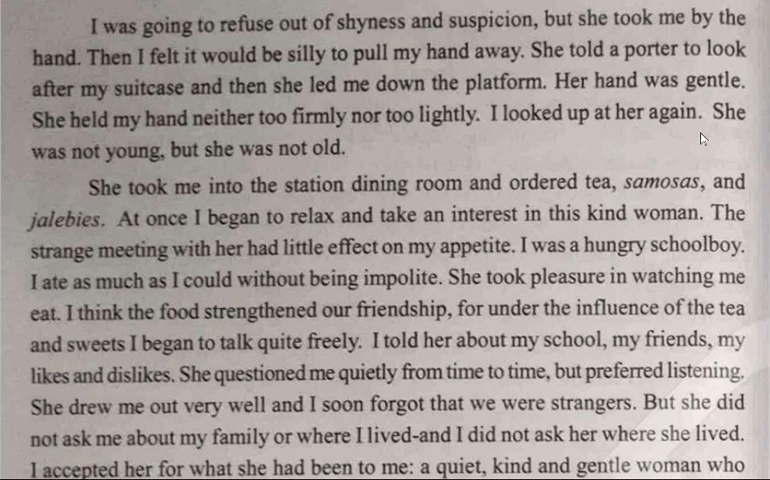 I was going to refuse out of shyness and suspicion, but she took me by the
hand. Then I felt it would be silly to pull my hand away. She told a porter to look
after my suitcase and then she led me down the platform. Her hand was gentle.
She held my hand neither too firmly nor too lightly. I looked up at her again. She
was not young, but she was not old.
She took me into the station dining room and ordered tea, samosas, and
jalebies. At once I began to relax and take an interest in this kind woman. The
strange meeting with her had little effect on my appetite. I was a hungry schoolboy.
I ate as much as I could without being impolite. She took pleasure in watching me
eat. I think the food strengthened our friendship, for under the influence of the tea
and sweets I began to talk quite freely. I told her about my school, my friends, my
likes and dislikes. She questioned me quietly from time to time, but preferred listening.
She drew me out very well and I soon forgot that we were strangers. But she did
not ask me about my family or where I lived-and I did not ask her where she lived.
I accepted her for what she had been to me: a quiet, kind and gentle woman who